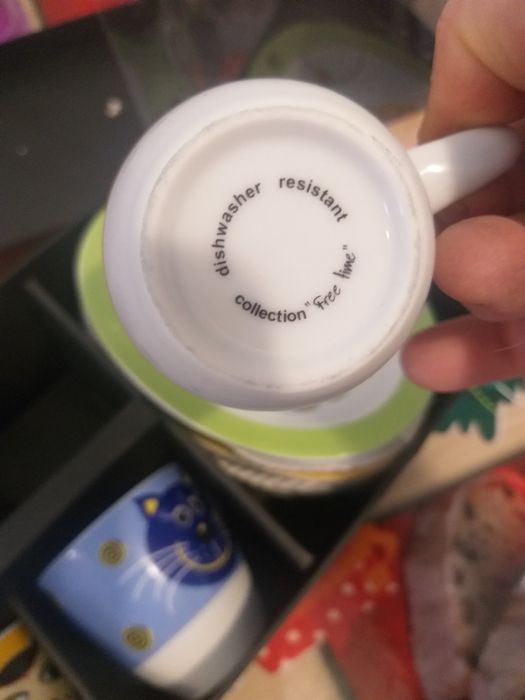 dishwasher resistant
collection "Free time"